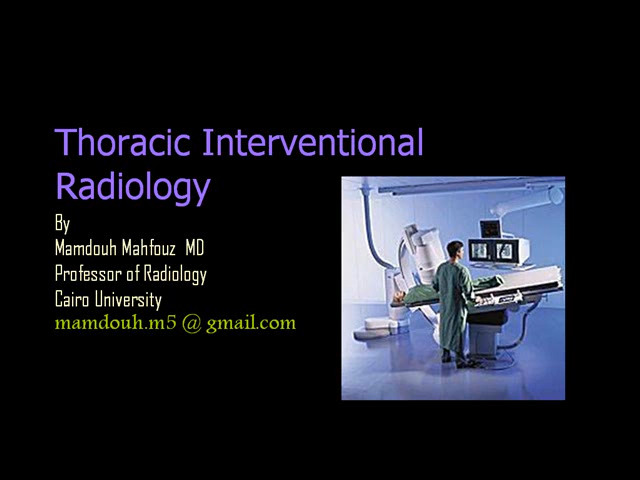 Thoracic Interventional
Radiology
By
Mamdouh Mahfouz  MD
Professor of Radiology
Cairo University
mamdouh.m5 @ gmail.com